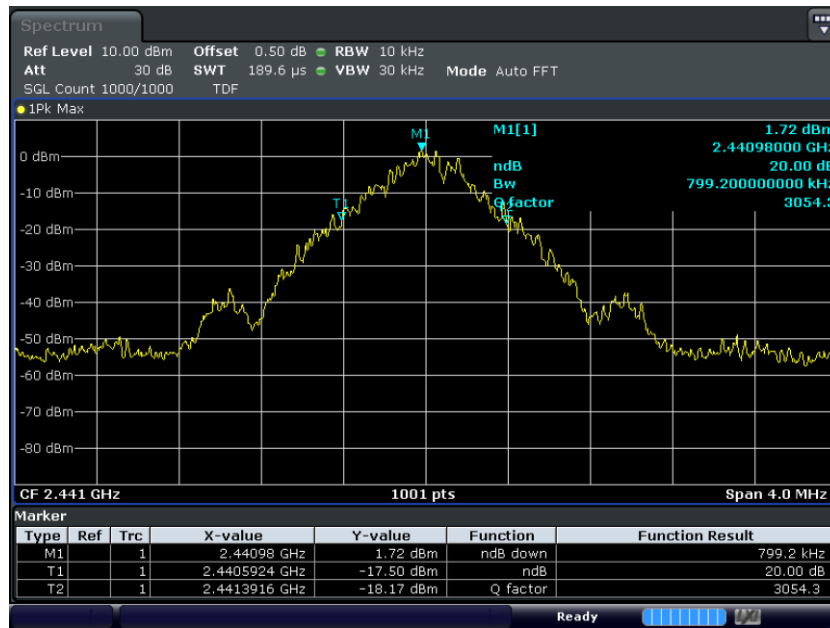 Spectrum
Ref Level 10.00 dBm Offset 0.50 dB RBW 10 kHz
Att 30 dB SWT 189.6 µs VBW 30 kHz Mode Auto FFT
SGL Count 1000/1000 TDF
1Pk Max
M1 M1[1] 1.72 dBm
2.44098000 GHz
0 dBm
ndB 20.00 dB
Bw 799.200000000 kHz
-10 dBm
T1 Q factor 3054.3
-20 dBm
-30 dBm
-40 dBm
-50 dBm
-60 dBm
-70 dBm
-80 dBm
CF 2.441 GHz 1001 pts Span 4.0 MHz
Marker
Type Ref Trc X-value Y-value Function Function Result
M1 1 2.44098 GHz 1.72 dBm ndB down 799.2 kHz
T1 1 2.4405924 GHz -17.50 dBm ndB 20.00 dB
T2 1 2.4413916 GHz -18.17 dBm Q factor 3054.3
Ready